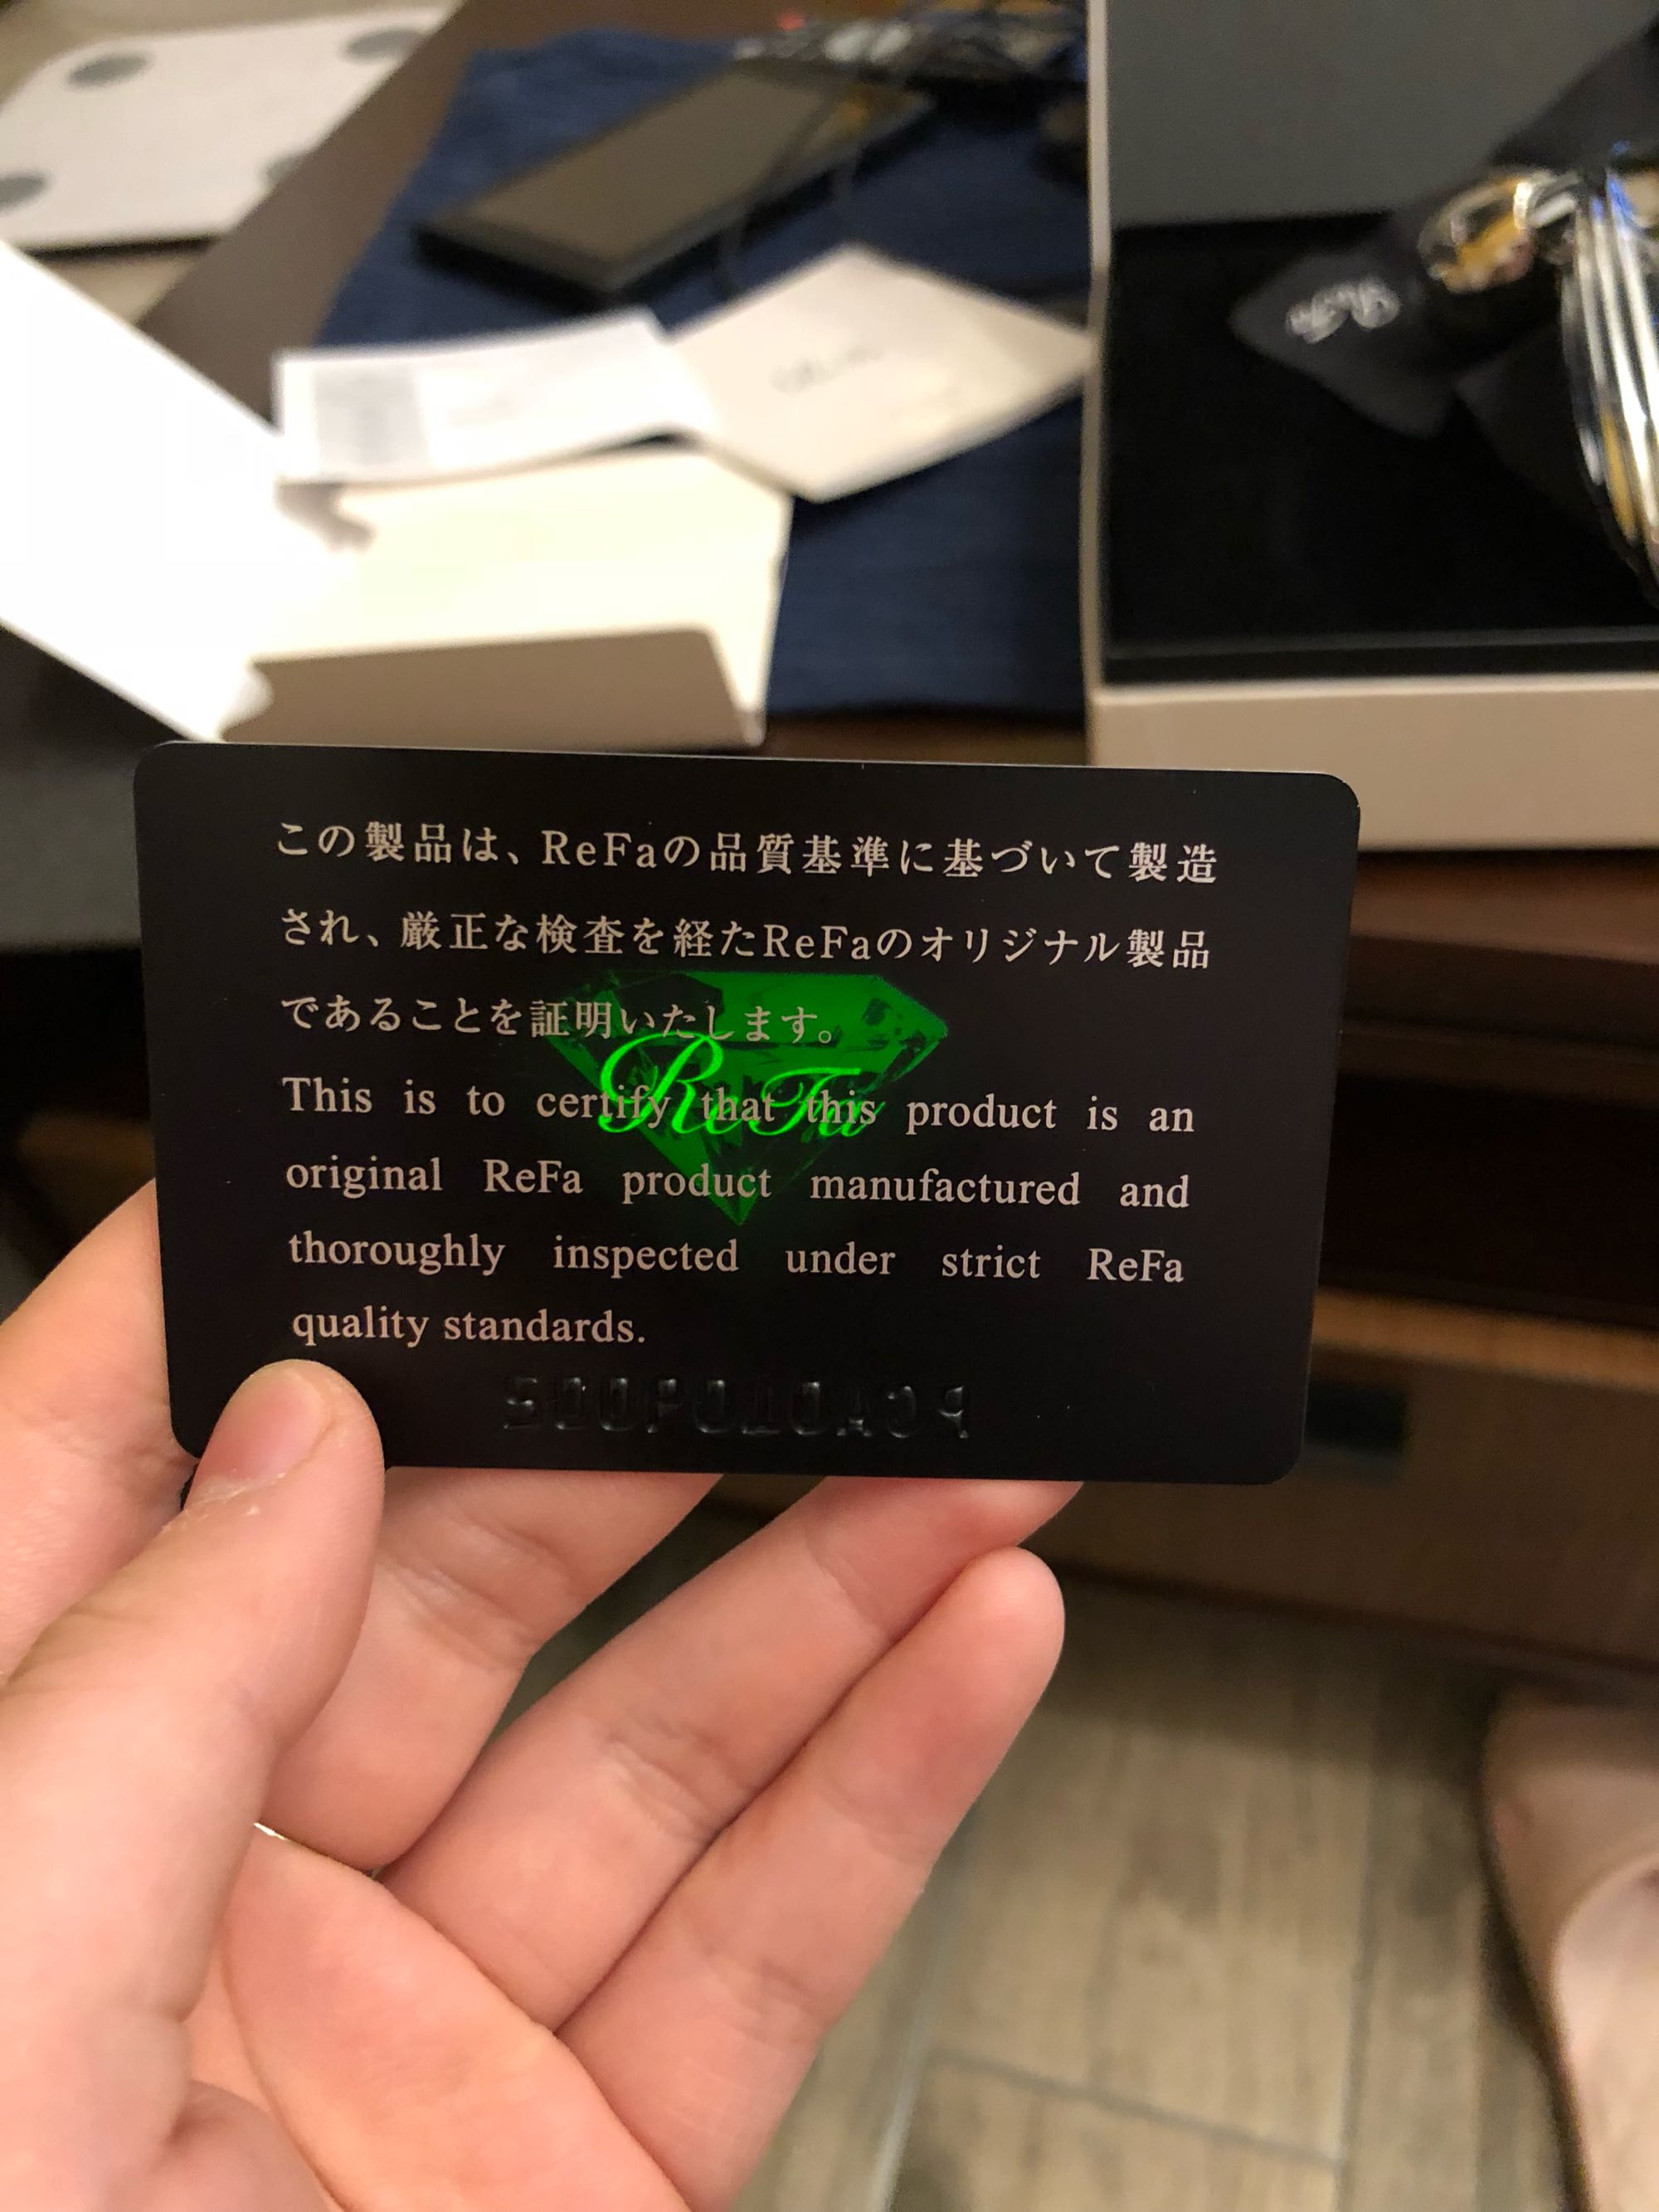 この製品は、ReFaの品質基準に基づいて製造
され、厳正な検査を経たReFaのオリジナル製品
であることを証明いたします。
ReFa
This is to certify that this product is an
original ReFa product manufactured and
thoroughly inspected under strict ReFa
quality standards.